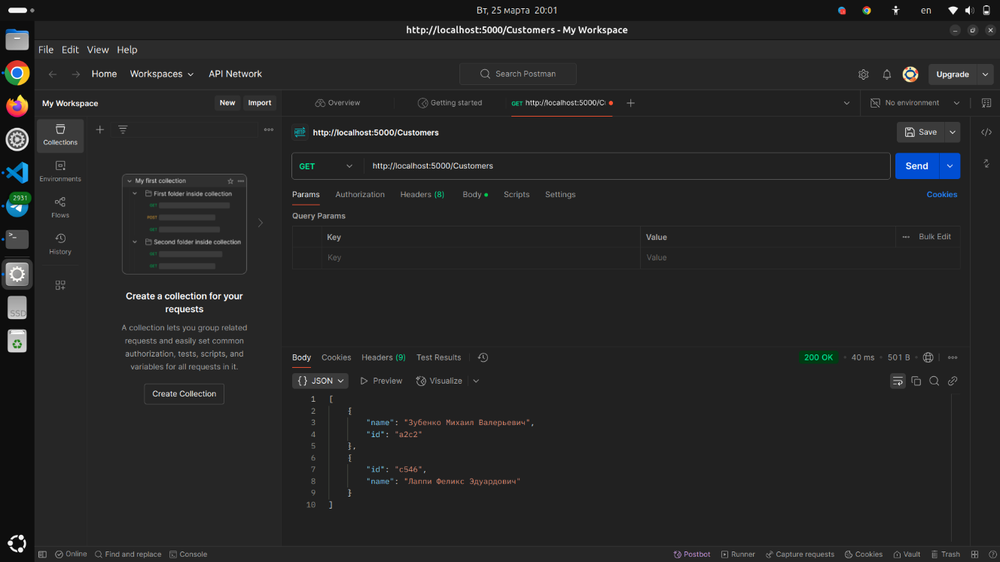 Вт, 25 марта 20:01
en
http://localhost:5000/Customers - My Workspace
File Edit View Help
Home Workspaces API Network
Search Postman
Upgrade
My Workspace
New Import
Overview
Getting started
GET http://localhost:5000/C
No environment
Collections
Environments
2931
Flows
History
SSD
My first collection
First folder inside collection
GET
POST
GET
Second folder inside collection
GET
GET
Create a collection for your
requests
A collection lets you group related
requests and easily set common
authorization, tests, scripts, and
variables for all requests in it.
Create Collection
HTTP http://localhost:5000/Customers
Save
GET http://localhost:5000/Customers
Send
Params Authorization Headers (8) Body Scripts Settings
Cookies
Query Params
Key Value Bulk Edit
Key Value
Body Cookies Headers (9) Test Results
200 OK 40 ms 501 B
{} JSON Preview Visualize
1 [
2 {
3 "name": "Зубенко Михаил Валерьевич",
4 "id": "a2c2"
5 },
6 {
7 "id": "c546",
8 "name": "Лаппи Феликс Эдуардович"
9 }
10 ]
Online Find and replace Console
Postbot Runner Capture requests Cookies Vault Trash